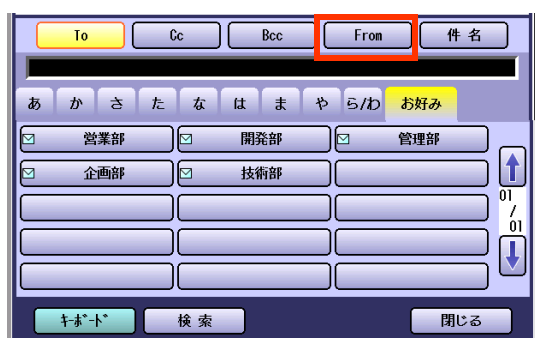 To Cc Bcc From 件 名
あ か さ た な は ま や ら/わ お好み
営業部 開発部 管理部
企画部 技術部
01
/
01
ｷｰﾎﾞｰﾄﾞ 検 索 閉じる